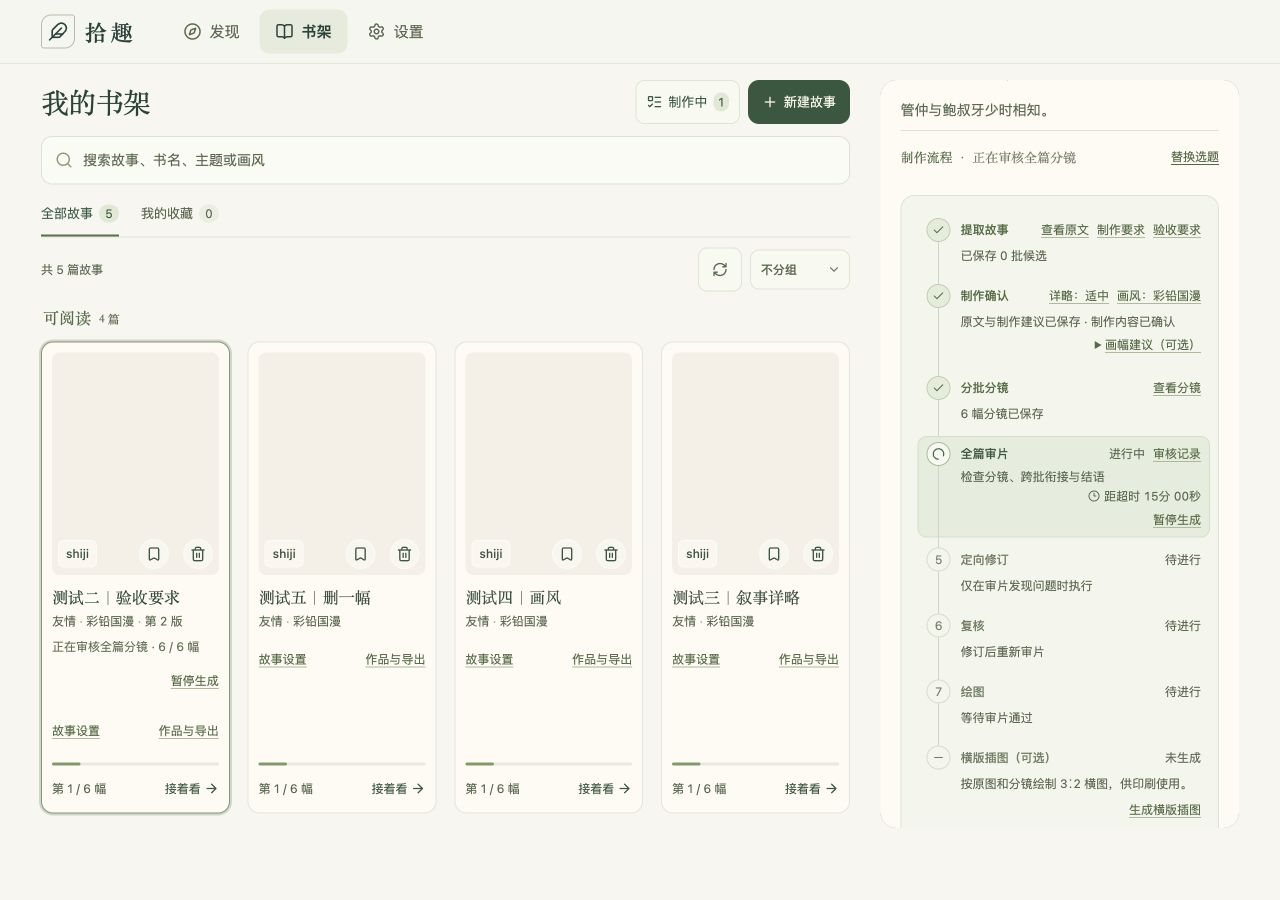 拾趣
发现
书架
设置
我的书架
制作中 1
新建故事
搜索故事、书名、主题或画风
全部故事 5
我的收藏 0
共 5 篇故事
不分组
可阅读 4 篇
shiji
测试二｜验收要求
友情 · 彩铅国漫 · 第 2 版
正在审核全篇分镜 · 6 / 6 幅
暂停生成
故事设置 作品与导出
第 1 / 6 幅 接着看 →
shiji
测试五｜删一幅
友情 · 彩铅国漫
故事设置 作品与导出
第 1 / 6 幅 接着看 →
shiji
测试四｜画风
友情 · 彩铅国漫
故事设置 作品与导出
第 1 / 6 幅 接着看 →
shiji
测试三｜叙事详略
友情 · 彩铅国漫
故事设置 作品与导出
第 1 / 6 幅 接着看 →
管仲与鲍叔牙少时相知。
制作流程 · 正在审核全篇分镜 替换选题
提取故事 查看原文 制作要求 验收要求
已保存 0 批候选
制作确认 详略：适中 画风：彩铅国漫
原文与制作建议已保存 · 制作内容已确认
▶ 画幅建议（可选）
分批分镜 查看分镜
6 幅分镜已保存
全篇审片 进行中 审核记录
检查分镜、跨批衔接与结语
距超时 15分 00秒
暂停生成
5 定向修订 待进行
仅在审片发现问题时执行
6 复核 待进行
修订后重新审片
7 绘图 待进行
等待审片通过
横版插图（可选） 未生成
按原图和分镜绘制 3:2 横图，供印刷使用。
生成横版插图